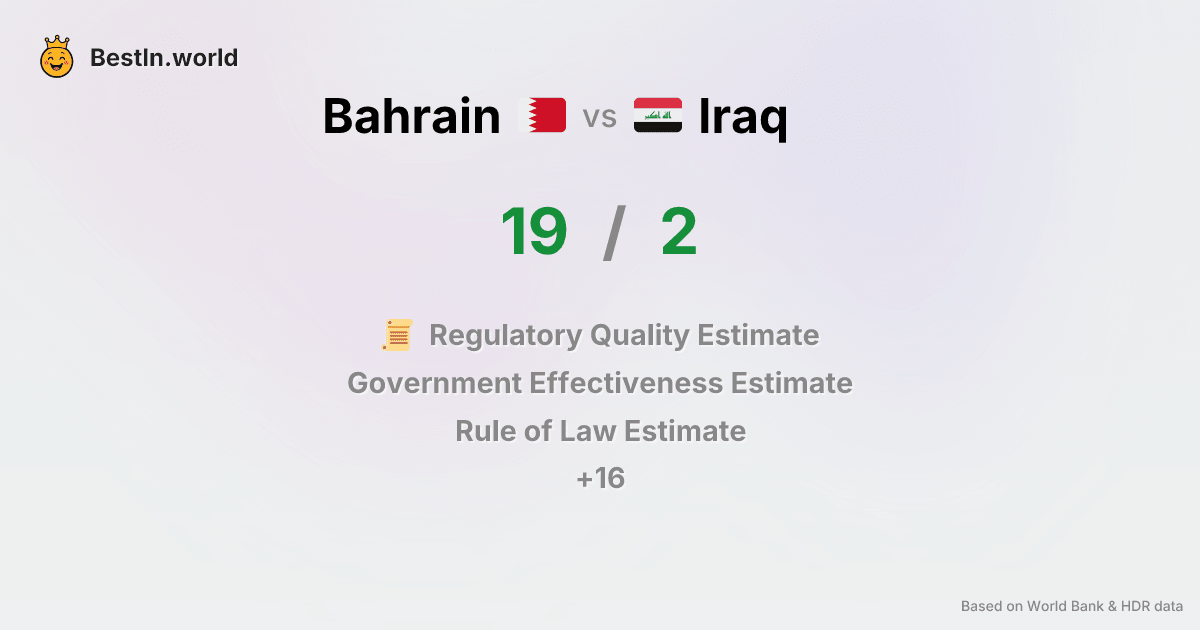 BestIn.world
Bahrain vs Iraq
19 / 2
Regulatory Quality Estimate
Government Effectiveness Estimate
Rule of Law Estimate
+16
Based on World Bank & HDR data